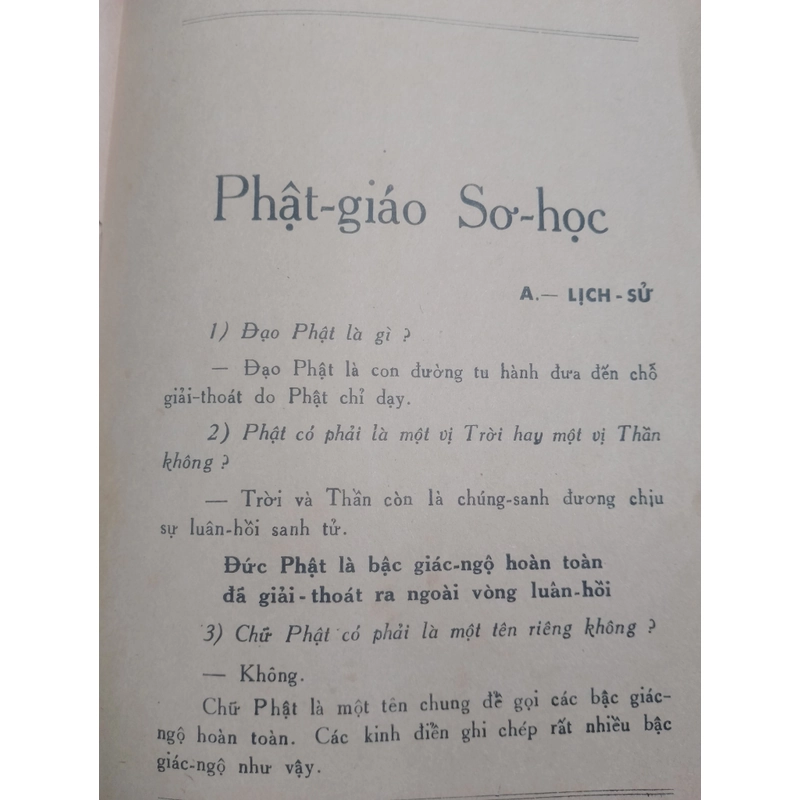 Phật-giáo Sơ-học
A.— LỊCH-SỬ
1) Đạo Phật là gì ?
— Đạo Phật là con đường tu hành đưa đến chỗ
giải-thoát do Phật chỉ dạy.
2) Phật có phải là một vị Trời hay một vị Thần
không ?
— Trời và Thần còn là chúng-sanh đương chịu
sự luân-hồi sanh tử.
Đức Phật là bậc giác-ngộ hoàn toàn
đã giải-thoát ra ngoài vòng luân-hồi
3) Chữ Phật có phải là một tên riêng không ?
— Không.
Chữ Phật là một tên chung để gọi các bậc giác-
ngộ hoàn toàn. Các kinh điển ghi chép rất nhiều bậc
giác-ngộ như vậy.